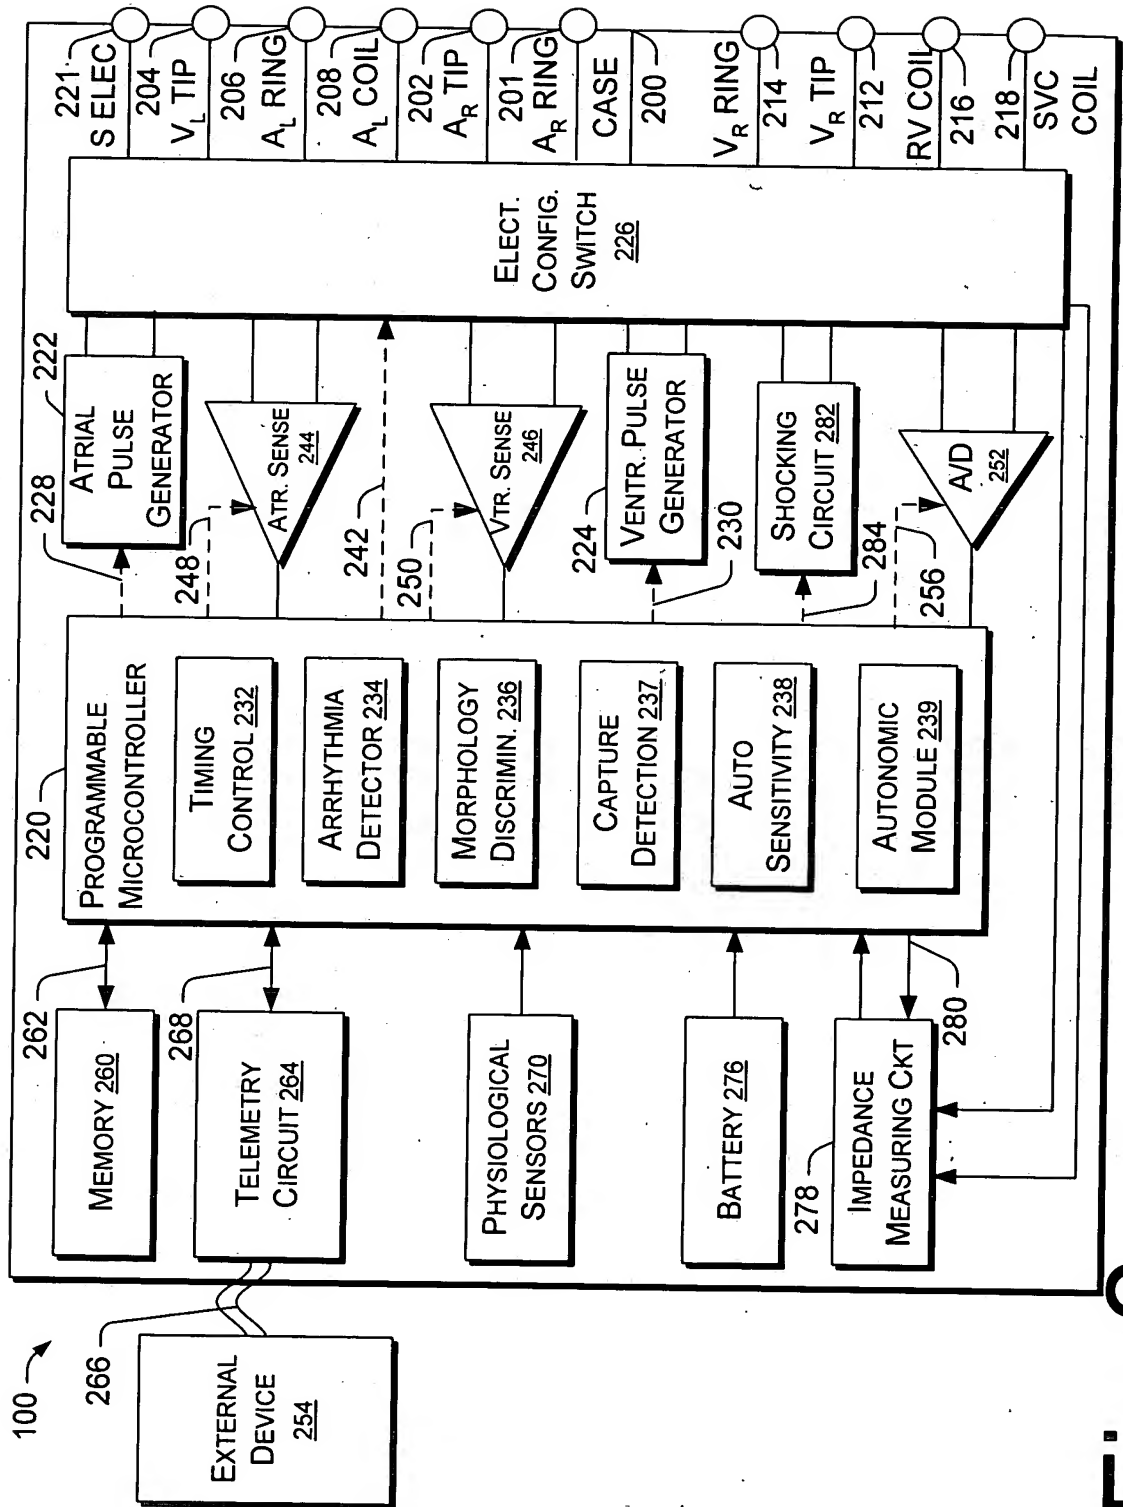 100
EXTERNAL
DEVICE
254
266
MEMORY 260
262
TELEMETRY
CIRCUIT 264
268
PHYSIOLOGICAL
SENSORS 270
BATTERY 276
278
IMPEDANCE
MEASURING CKT
280
220
PROGRAMMABLE
MICROCONTROLLER
TIMING
CONTROL 232
ARRHYTHMIA
DETECTOR 234
MORPHOLOGY
DISCRIMIN. 236
CAPTURE
DETECTION 237
AUTO
SENSITIVITY 238
AUTONOMIC
MODULE 239
228
222
ATRIAL
PULSE
GENERATOR
248
ATR. SENSE
244
242
250
VTR. SENSE
246
224
VENTR. PULSE
GENERATOR
230
SHOCKING
CIRCUIT 282
284
256
A/D
252
ELECT.
CONFIG.
SWITCH
226
221
S ELEC
204
VL TIP
206
AL RING
208
AL COIL
202
AR TIP
201
AR RING
CASE
200
VR RING
214
VR TIP
212
RV COIL
216
218
SVC
COIL